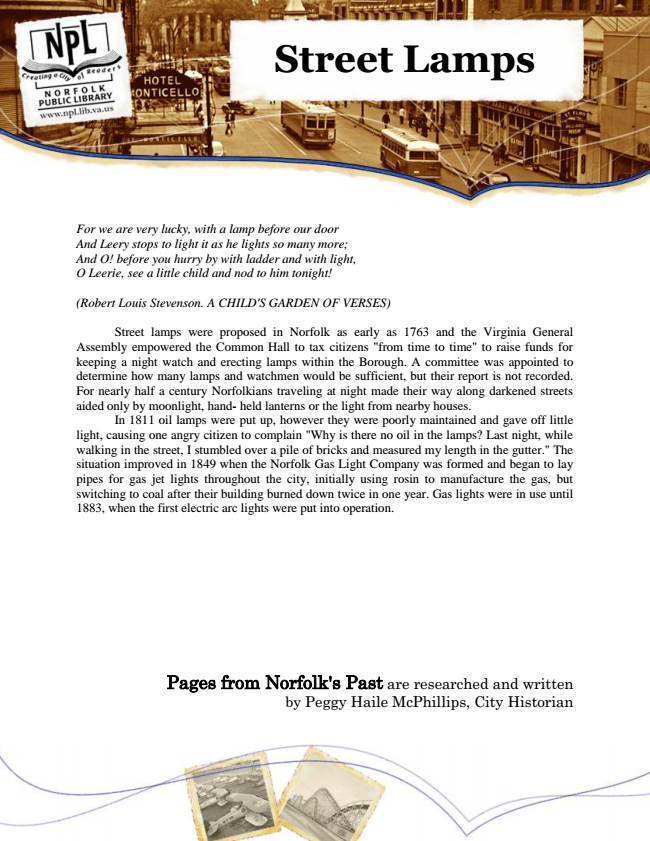 NPL
Creating a City of Readers
NORFOLK
PUBLIC LIBRARY
www.npl.lib.va.us
HOTEL
MONTICELLO
Street Lamps
For we are very lucky, with a lamp before our door
And Leery stops to light it as he lights so many more;
And O! before you hurry by with ladder and with light,
O Leerie, see a little child and nod to him tonight!
(Robert Louis Stevenson. A CHILD'S GARDEN OF VERSES)
Street lamps were proposed in Norfolk as early as 1763 and the Virginia General
Assembly empowered the Common Hall to tax citizens "from time to time" to raise funds for
keeping a night watch and erecting lamps within the Borough. A committee was appointed to
determine how many lamps and watchmen would be sufficient, but their report is not recorded.
For nearly half a century Norfolkians traveling at night made their way along darkened streets
aided only by moonlight, hand- held lanterns or the light from nearby houses.
In 1811 oil lamps were put up, however they were poorly maintained and gave off little
light, causing one angry citizen to complain "Why is there no oil in the lamps? Last night, while
walking in the street, I stumbled over a pile of bricks and measured my length in the gutter." The
situation improved in 1849 when the Norfolk Gas Light Company was formed and began to lay
pipes for gas jet lights throughout the city, initially using rosin to manufacture the gas, but
switching to coal after their building burned down twice in one year. Gas lights were in use until
1883, when the first electric arc lights were put into operation.
Pages from Norfolk's Past are researched and written
by Peggy Haile McPhillips, City Historian